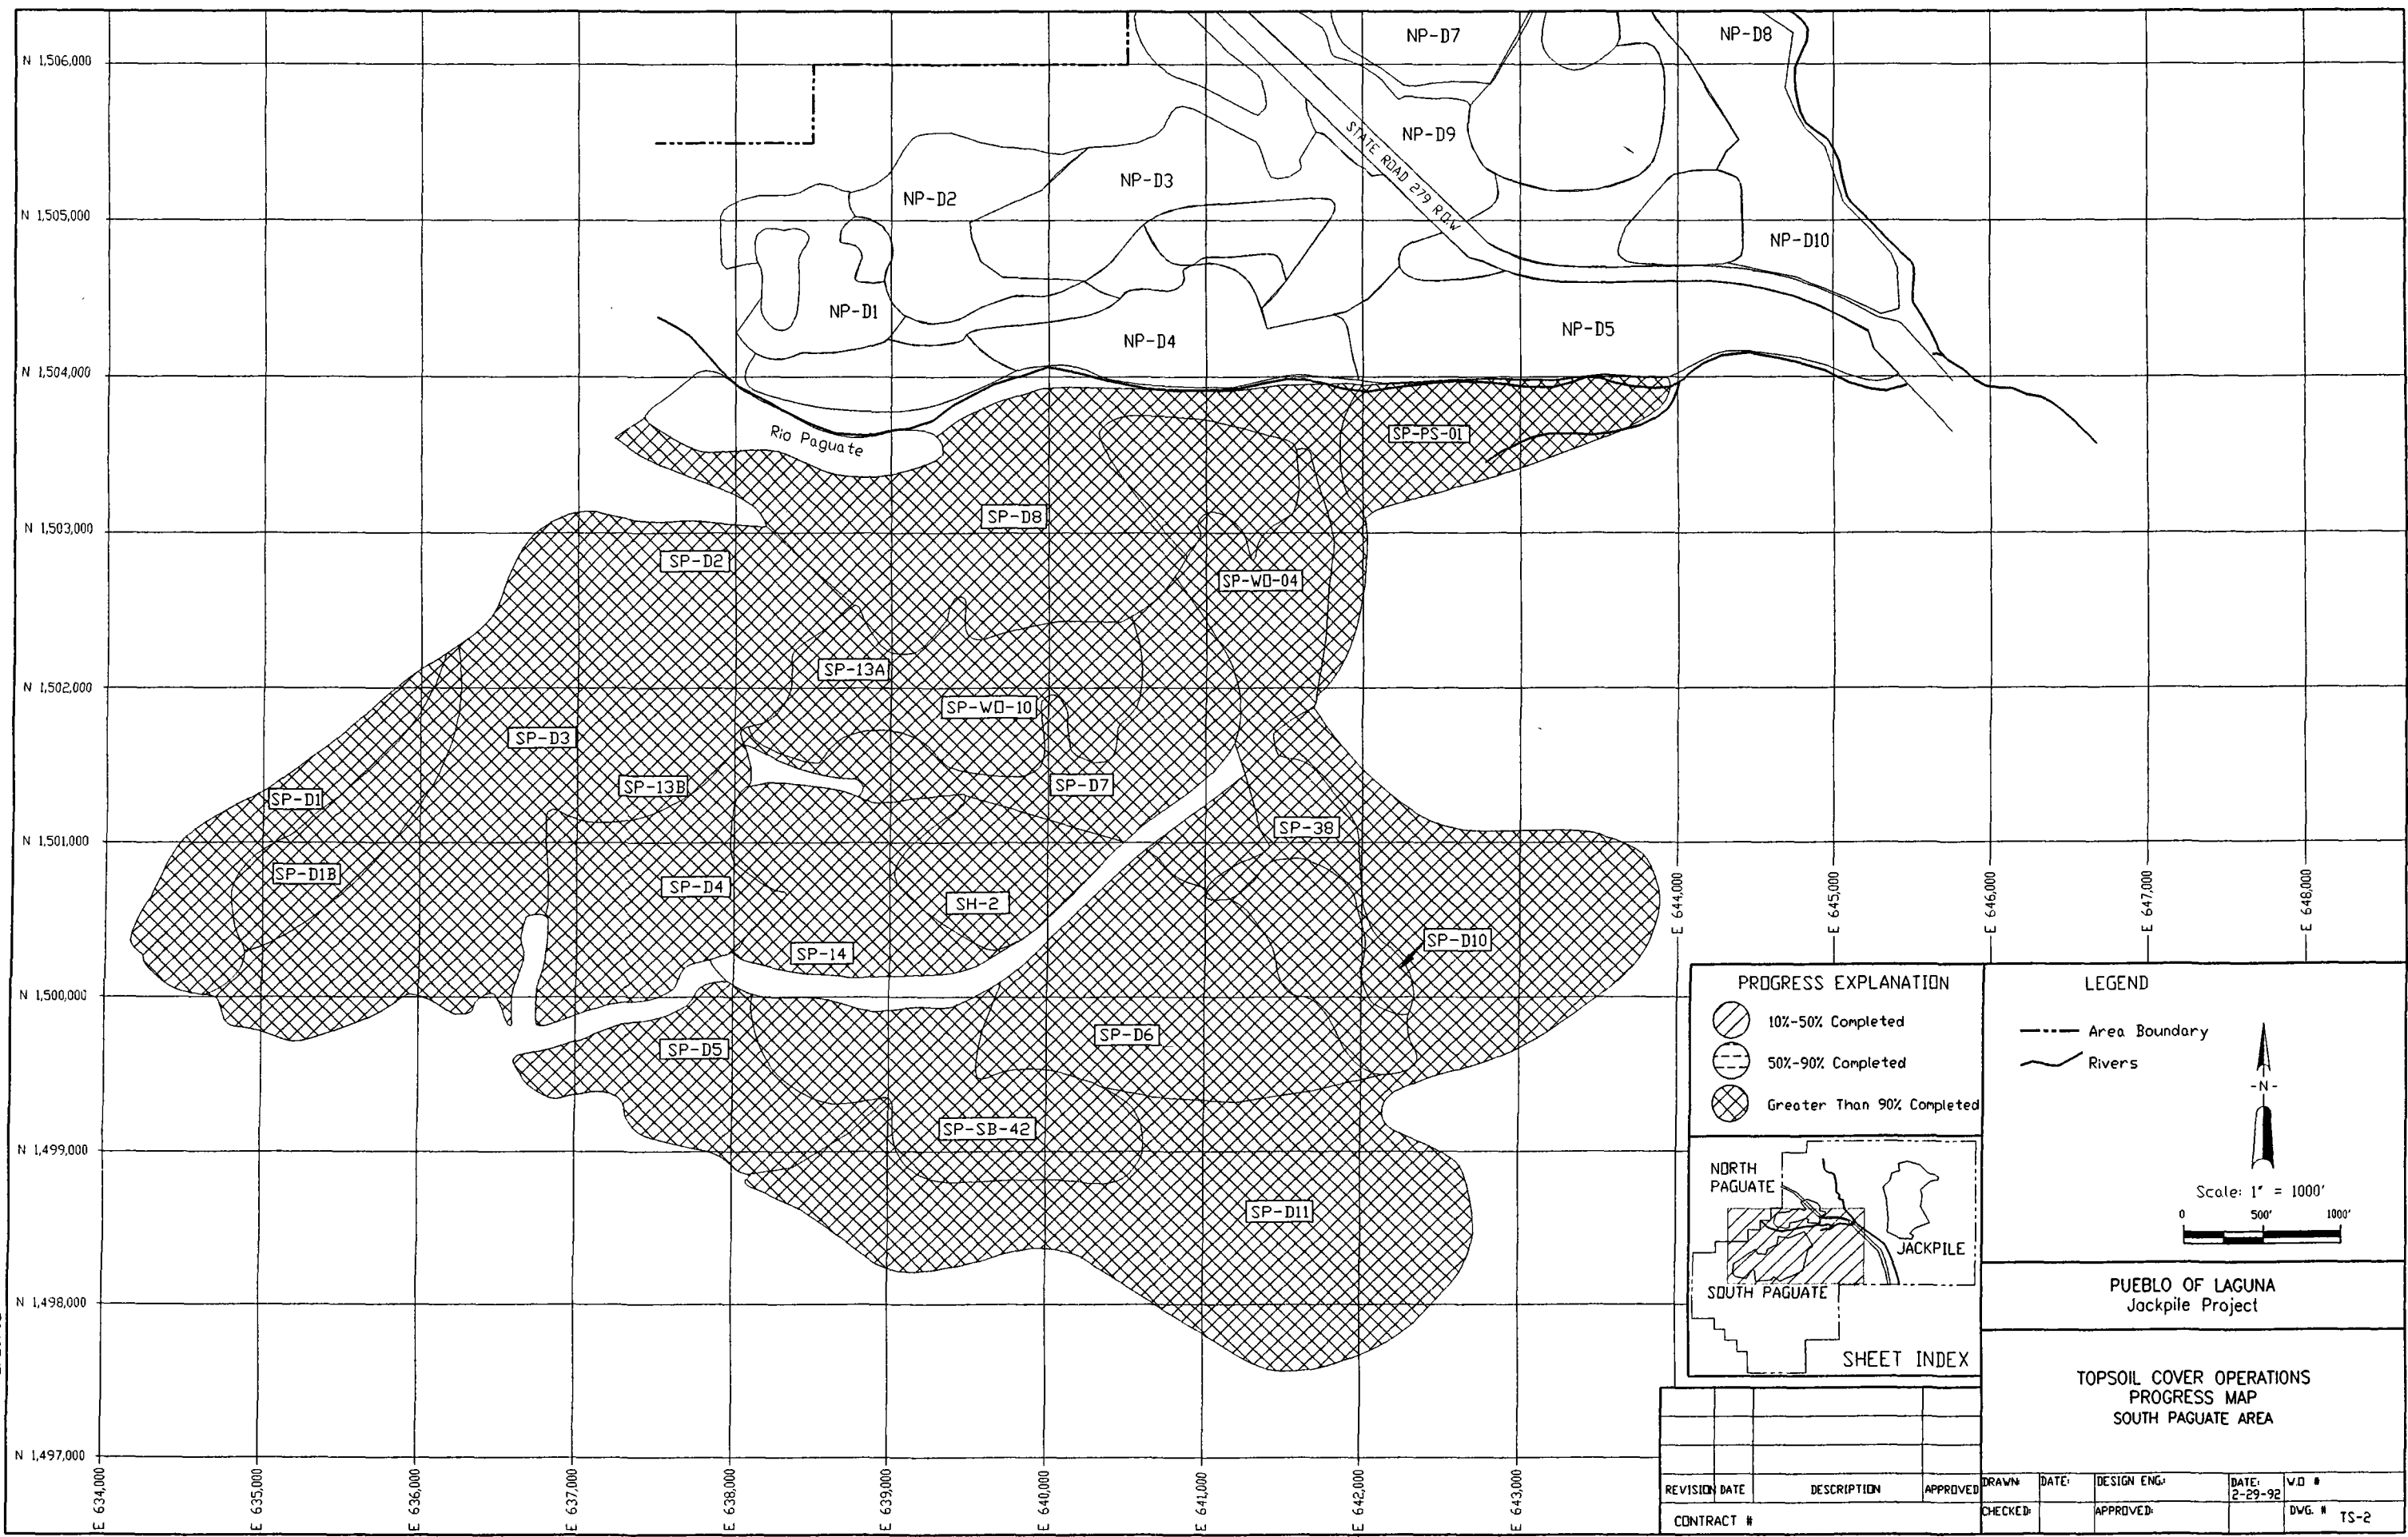 N 1,506,000
N 1,505,000
N 1,504,000
N 1,503,000
N 1,502,000
N 1,501,000
N 1,500,000
N 1,499,000
N 1,498,000
N 1,497,000
NP-D7
NP-D8
NP-D9
STATE ROAD 279 R.O.W
NP-D3
NP-D2
NP-D10
NP-D1
NP-D5
NP-D4
Rio Paguate
SP-PS-01
SP-D8
SP-D2
SP-WO-04
SP-13A
SP-WO-10
SP-D3
SP-13B
SP-D7
SP-D1
SP-38
SP-D1B
SP-D4
SH-2
SP-D10
SP-14
SP-D6
SP-D5
SP-SB-42
SP-D11
E 634,000
E 635,000
E 636,000
E 637,000
E 638,000
E 639,000
E 640,000
E 641,000
E 642,000
E 643,000
E 644,000
E 645,000
E 646,000
E 647,000
E 648,000
PROGRESS EXPLANATION
10%-50% Completed
50%-90% Completed
Greater Than 90% Completed
LEGEND
Area Boundary
Rivers
-N-
Scale: 1" = 1000'
0 500' 1000'
NORTH
PAGUATE
JACKPILE
SOUTH PAGUATE
SHEET INDEX
PUEBLO OF LAGUNA
Jackpile Project
TOPSOIL COVER OPERATIONS
PROGRESS MAP
SOUTH PAGUATE AREA
REVISION DATE DESCRIPTION APPROVED
CONTRACT #
DRAWN: DATE: DESIGN ENG.: DATE: 2-29-92 W.O #
CHECKED: APPROVED: DWG. # TS-2